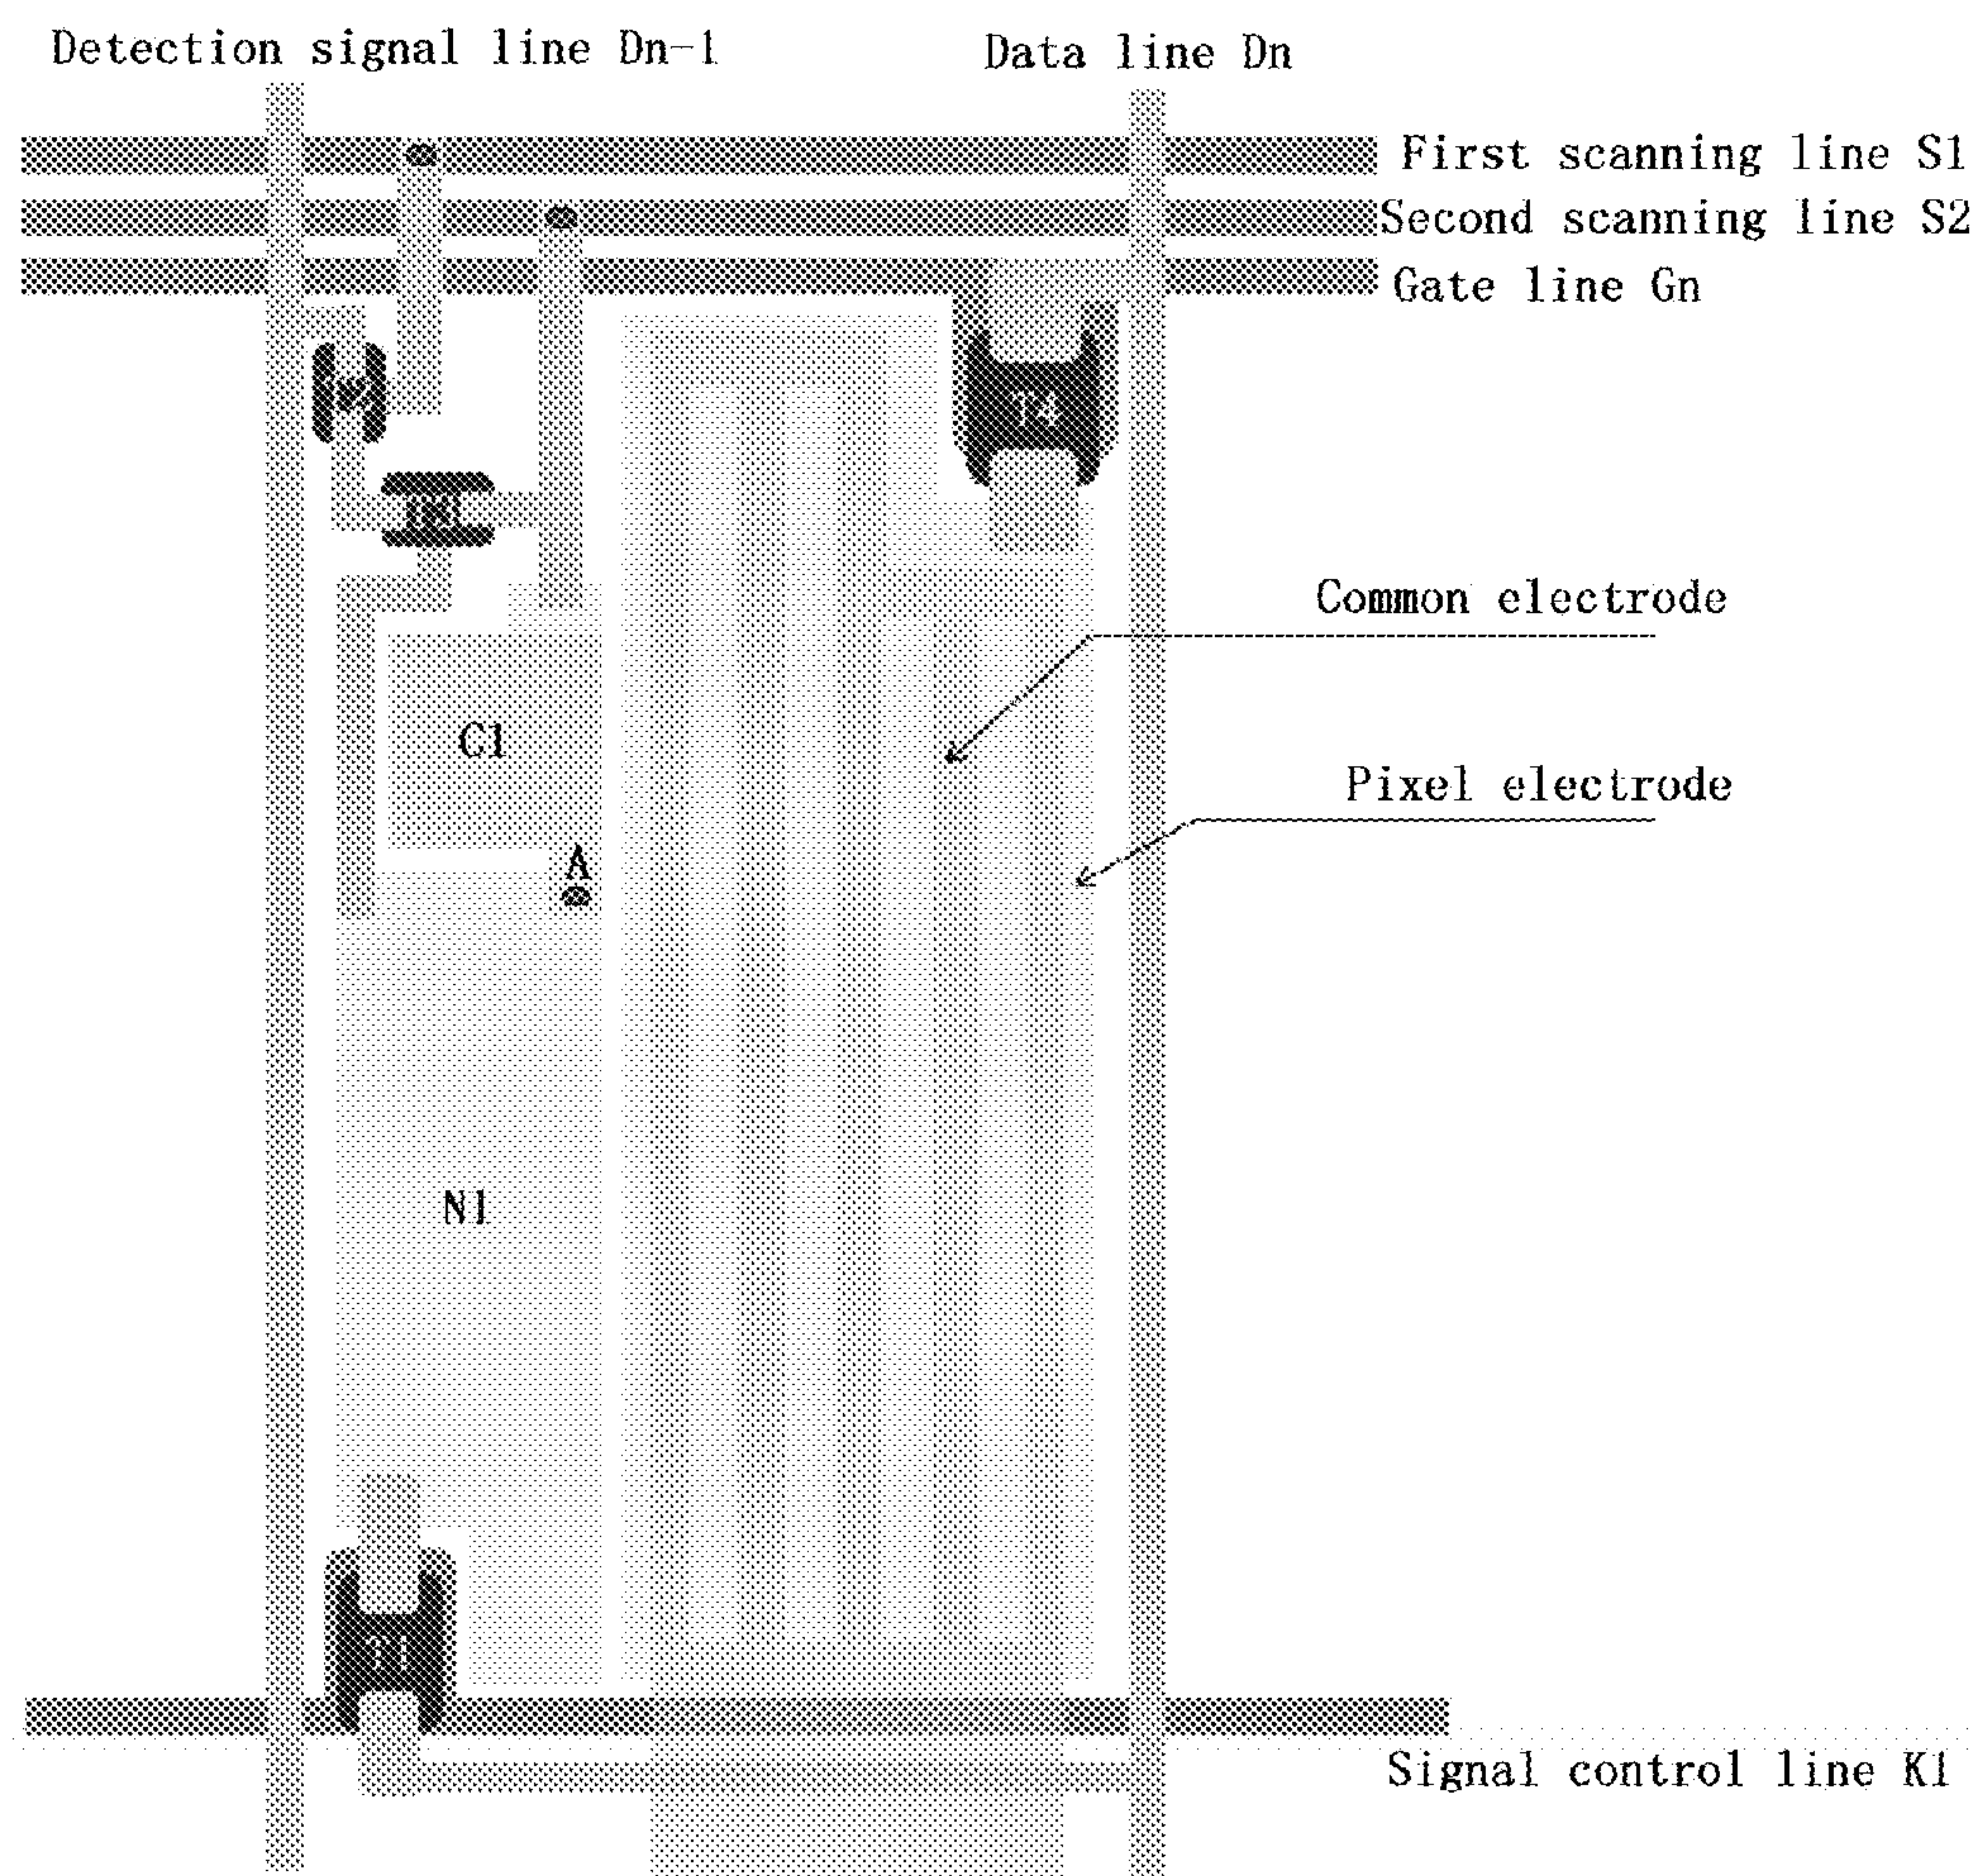 Detection signal line Dn-1
Data line Dn
First scanning line S1
Second scanning line S2
Gate line Gn
T4
Common electrode
C1
Pixel electrode
A
N1
Signal control line K1